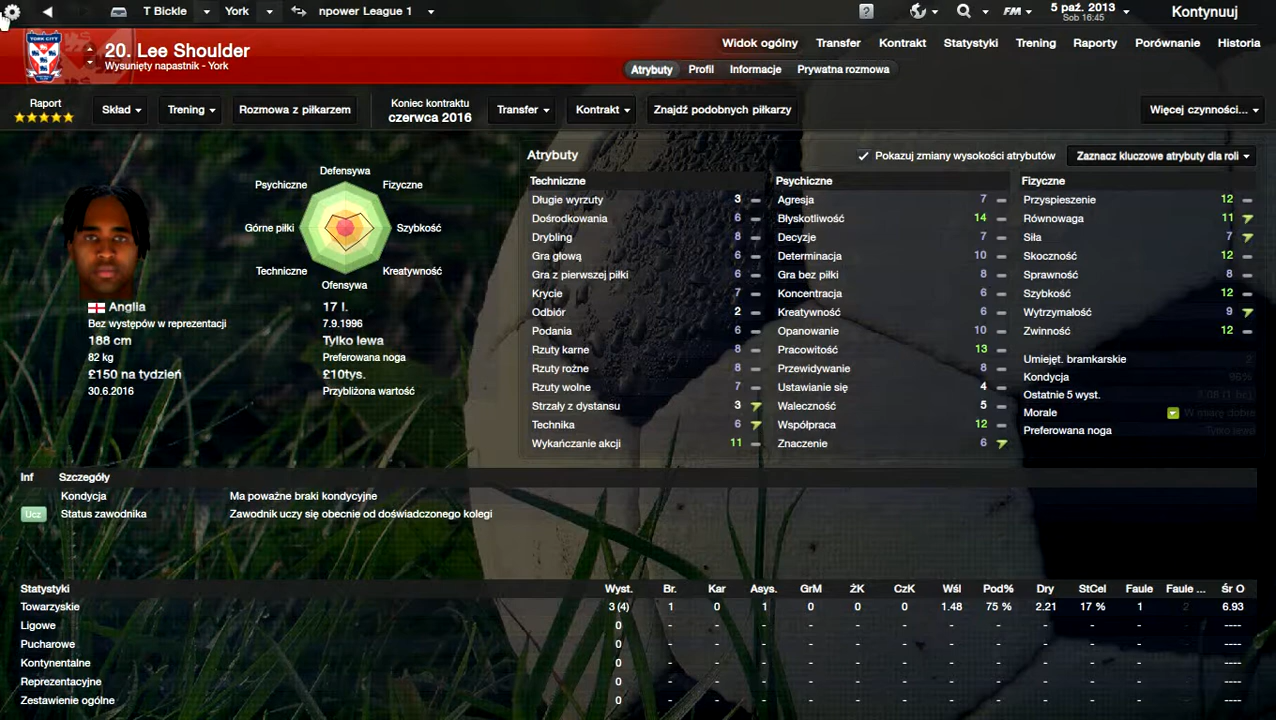 T Bickle York npower League 1 ? FM 5 paź. 2013 Kontynuuj
Sob 16:45
YORK CITY
20. Lee Shoulder
Wysunięty napastnik - York
Widok ogólny Transfer Kontrakt Statystyki Trening Raporty Porównanie Historia
Atrybuty Profil Informacje Prywatna rozmowa
Raport Skład Trening Rozmowa z piłkarzem Koniec kontraktu Transfer Kontrakt Znajdź podobnych piłkarzy Więcej czynności...
czerwca 2016
Defensywa
Psychiczne Fizyczne
Górne piłki Szybkość
Techniczne Kreatywność
Ofensywa
Anglia 17 l.
Bez występów w reprezentacji 7.9.1996
188 cm Tylko lewa
82 kg Preferowana noga
£150 na tydzień £10tys.
30.6.2016 Przybliżona wartość
Atrybuty Pokazuj zmiany wysokości atrybutów Zaznacz kluczowe atrybuty dla roli
Techniczne Psychiczne Fizyczne
Długie wyrzuty 3 Agresja 7 Przyspieszenie 12
Dośrodkowania 6 Błyskotliwość 14 Równowaga 11
Drybling 8 Decyzje 7 Siła 7
Gra głową 6 Determinacja 10 Skoczność 12
Gra z pierwszej piłki 6 Gra bez piłki 8 Sprawność 8
Krycie 7 Koncentracja 6 Szybkość 12
Odbiór 2 Kreatywność 6 Wytrzymałość 9
Podania 6 Opanowanie 10 Zwinność 12
Rzuty karne 8 Pracowitość 13
Rzuty rożne 8 Przewidywanie 8
Rzuty wolne 7 Ustawianie się 4
Strzały z dystansu 3 Waleczność 5
Technika 6 Współpraca 12
Wykańczanie akcji 11 Znaczenie 6
Umiejęt. bramkarskie 2
Kondycja
Ostatnie 5 wyst.
Morale W miarę dobre
Preferowana noga Tylko lewa
Inf Szczegóły
Kondycja Ma poważne braki kondycyjne
Ucz Status zawodnika Zawodnik uczy się obecnie od doświadczonego kolegi
Statystyki Wyst. Br. Kar Asys. GrM ŻK CzK Wśl Pod% Dry StCel Faule Faule ... śr O
Towarzyskie 3 (4) 1 0 1 0 0 0 1.48 75 % 2.21 17 % 1 2 6.93
Ligowe 0 - - - - - - - - - - - - ----
Pucharowe 0 - - - - - - - - - - - - ----
Kontynentalne 0 - - - - - - - - - - - - ----
Reprezentacyjne 0 - - - - - - - - - - - - ----
Zestawienie ogólne 0 - - - - - - - - - - - - ----